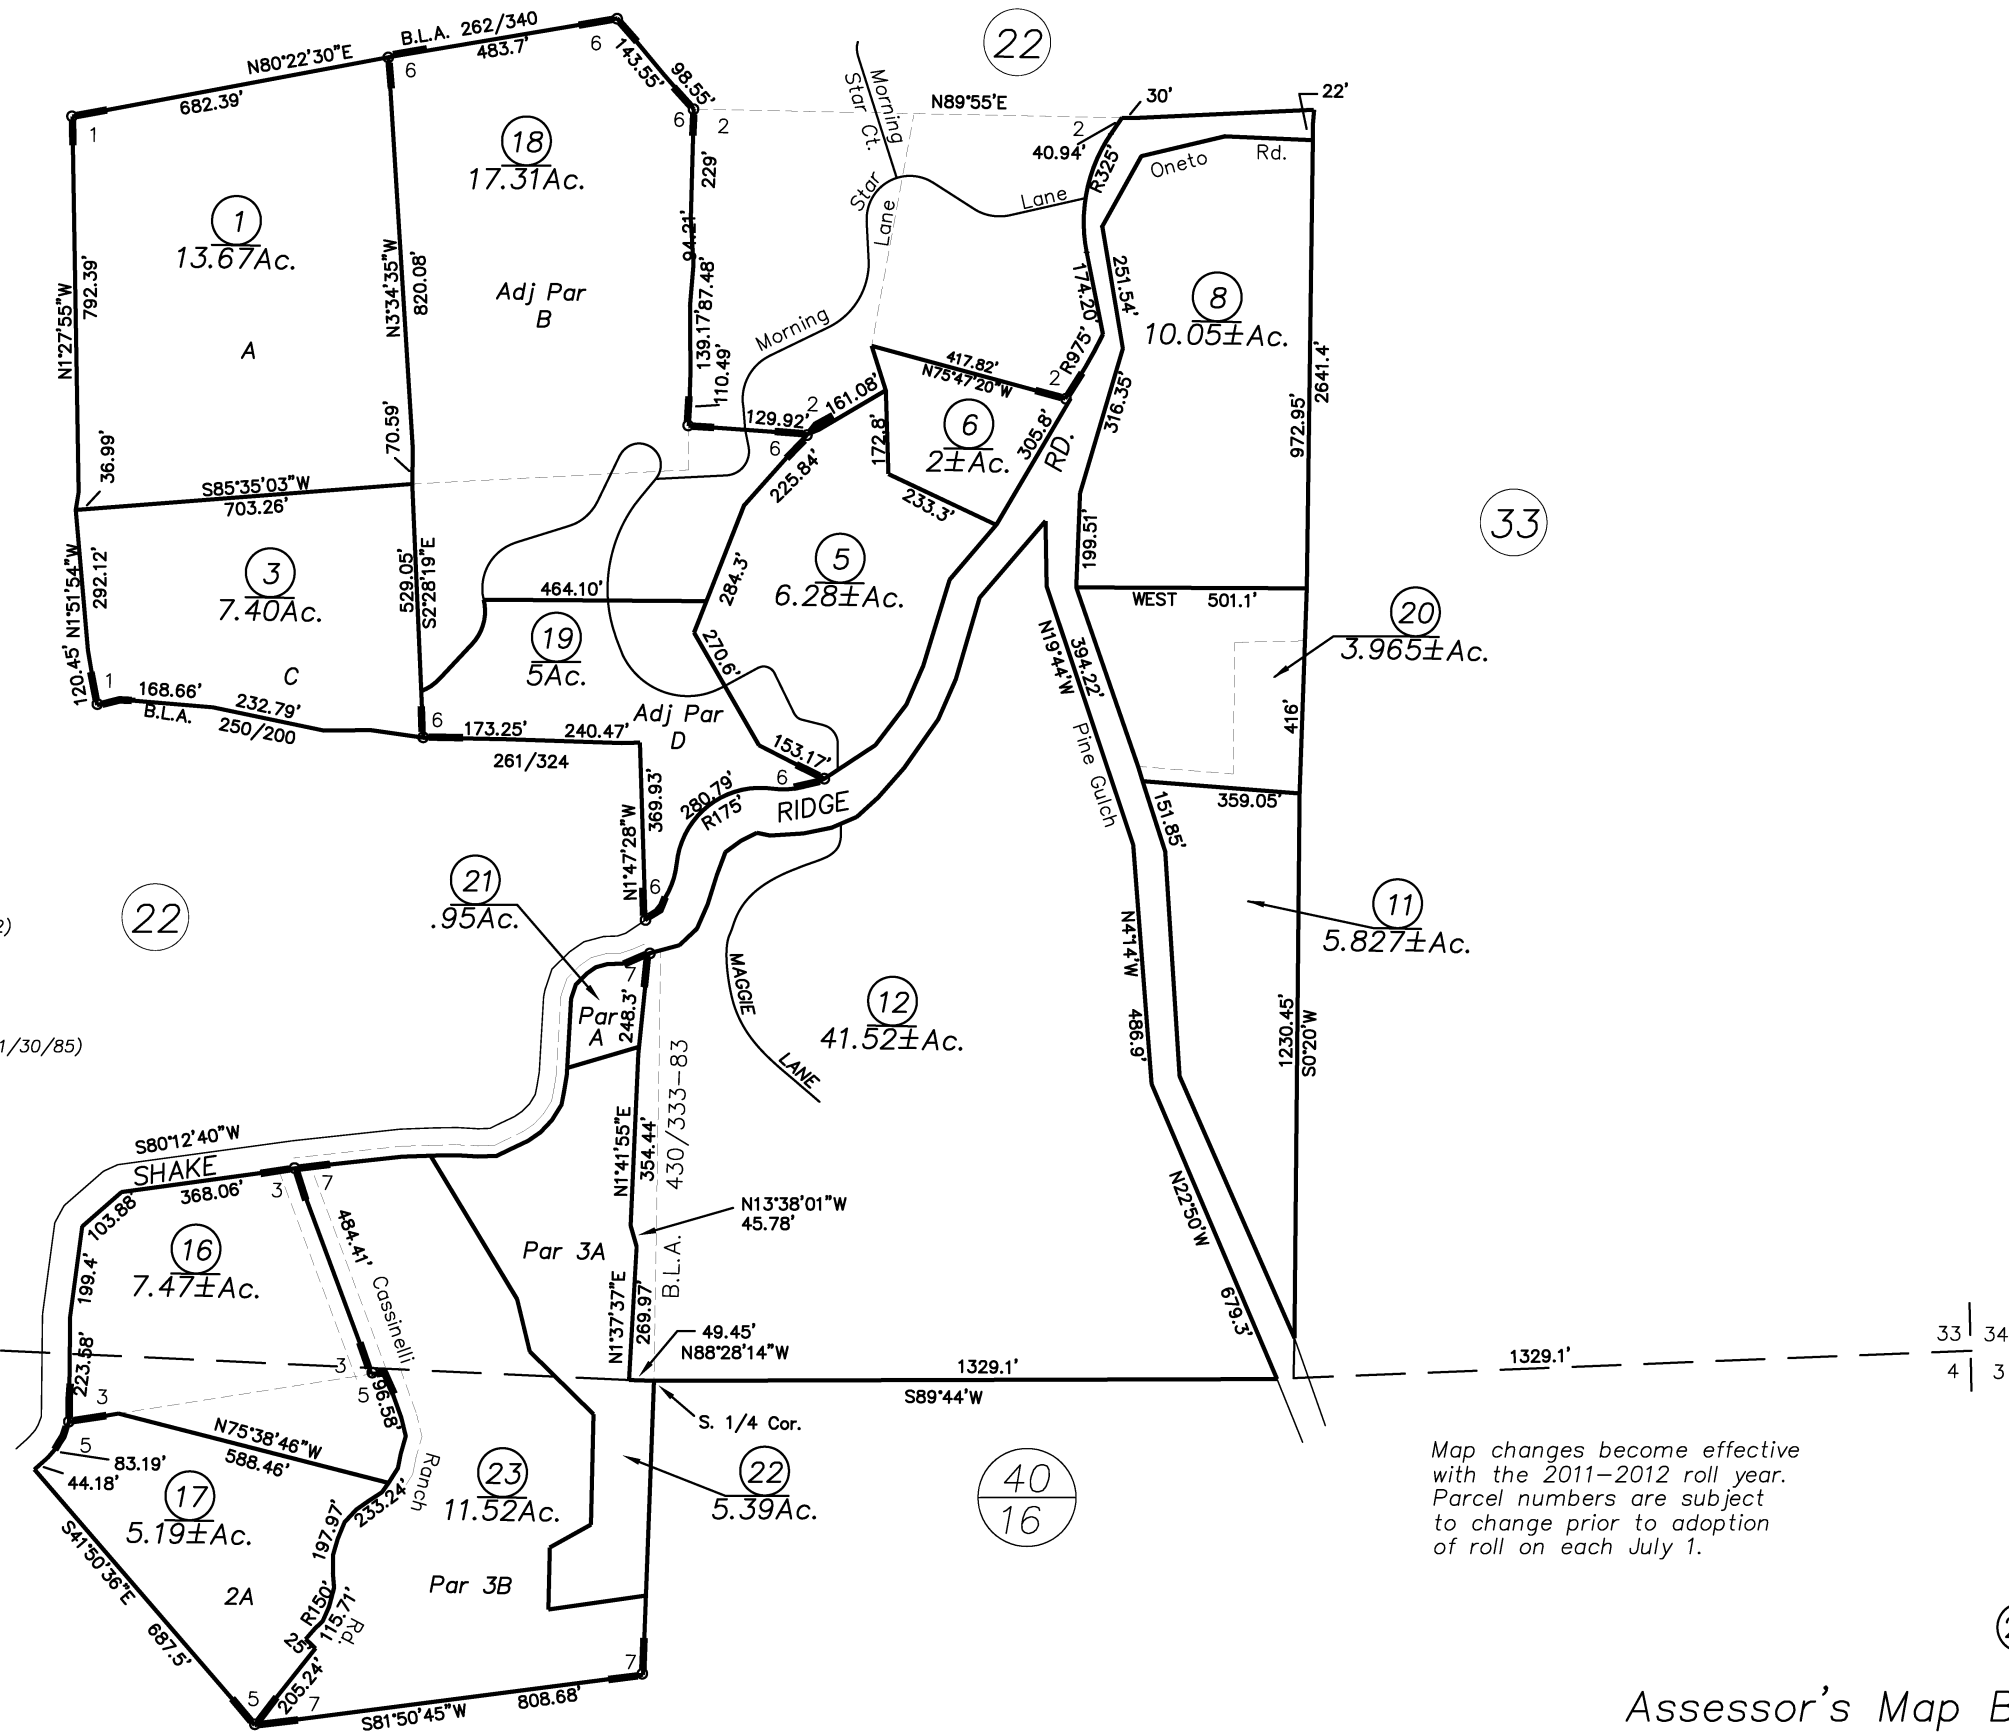 B.L.A. 262/340
N80°22'30"E
483.7'
682.39'
6
6
1
143.55'
98.55'
6
2
22
Morning
Star Ct.
N89°55'E
30'
22'
2
40.94'
R325'
Oneto Rd.
18
17.31Ac.
229'
1
13.67Ac.
Star
Lane
Lane
94.21'
87.48'
139.17'
110.49'
N1°27'55"W
792.39'
N3°34'35"W
820.08'
Adj Par
B
A
Morning
174.20'
251.54'
8
10.05±Ac.
R975'
417.82'
N75°47'20"W
2
2641.4'
972.95'
316.35'
161.08'
2
129.92'
6
70.59'
36.99'
225.84'
172.8'
6
2±Ac.
305.8'
RD.
233.3'
S85°35'03"W
703.26'
199.51'
33
N1°51'54"W
292.12'
3
7.40Ac.
529.05'
S2°28'19"E
464.10'
284.3'
5
6.28±Ac.
WEST 501.1'
20
3.965±Ac.
19
5Ac.
270.6'
N19°44'W
394.22'
416'
120.45'
1
C
168.66'
B.L.A.
232.79'
250/200
6
173.25'
240.47'
261/324
Adj Par
D
153.17'
6
Pine Gulch
359.05'
151.85'
280.79'
R175'
RIDGE
369.93'
N1°47'28"W
6
22
21
.95Ac.
11
5.827±Ac.
7
MAGGIE
LANE
N4°14'W
486.9'
12
41.52±Ac.
Par
A
248.3'
1/30/85)
1230.45'
S0°20'W
B.L.A. 430/333-83
N1°41'55"E
354.44'
S80°12'40"W
SHAKE
368.06'
3
7
103.88'
N13°38'01"W
45.78'
N22°50'W
679.3'
16
7.47±Ac.
199.4'
484.41'
Cassinelli
Par 3A
N1°37'37"E
269.97'
223.58'
3
5
3
96.58'
49.45'
N88°28'14"W
1329.1'
S89°44'W
1329.1'
33 34
4 3
S. 1/4 Cor.
N75°38'46"W
588.46'
5
83.19'
44.18'
17
5.19±Ac.
Ranch
233.24'
197.97'
23
11.52Ac.
22
5.39Ac.
40
16
Map changes become effective
with the 2011-2012 roll year.
Parcel numbers are subject
to change prior to adoption
of roll on each July 1.
S41°50'36"E
687.5'
2A
R150'
115.71'
Rd.
25'
205.24'
Par 3B
5
7
7
S81°50'45"W
808.68'
Assessor's Map B